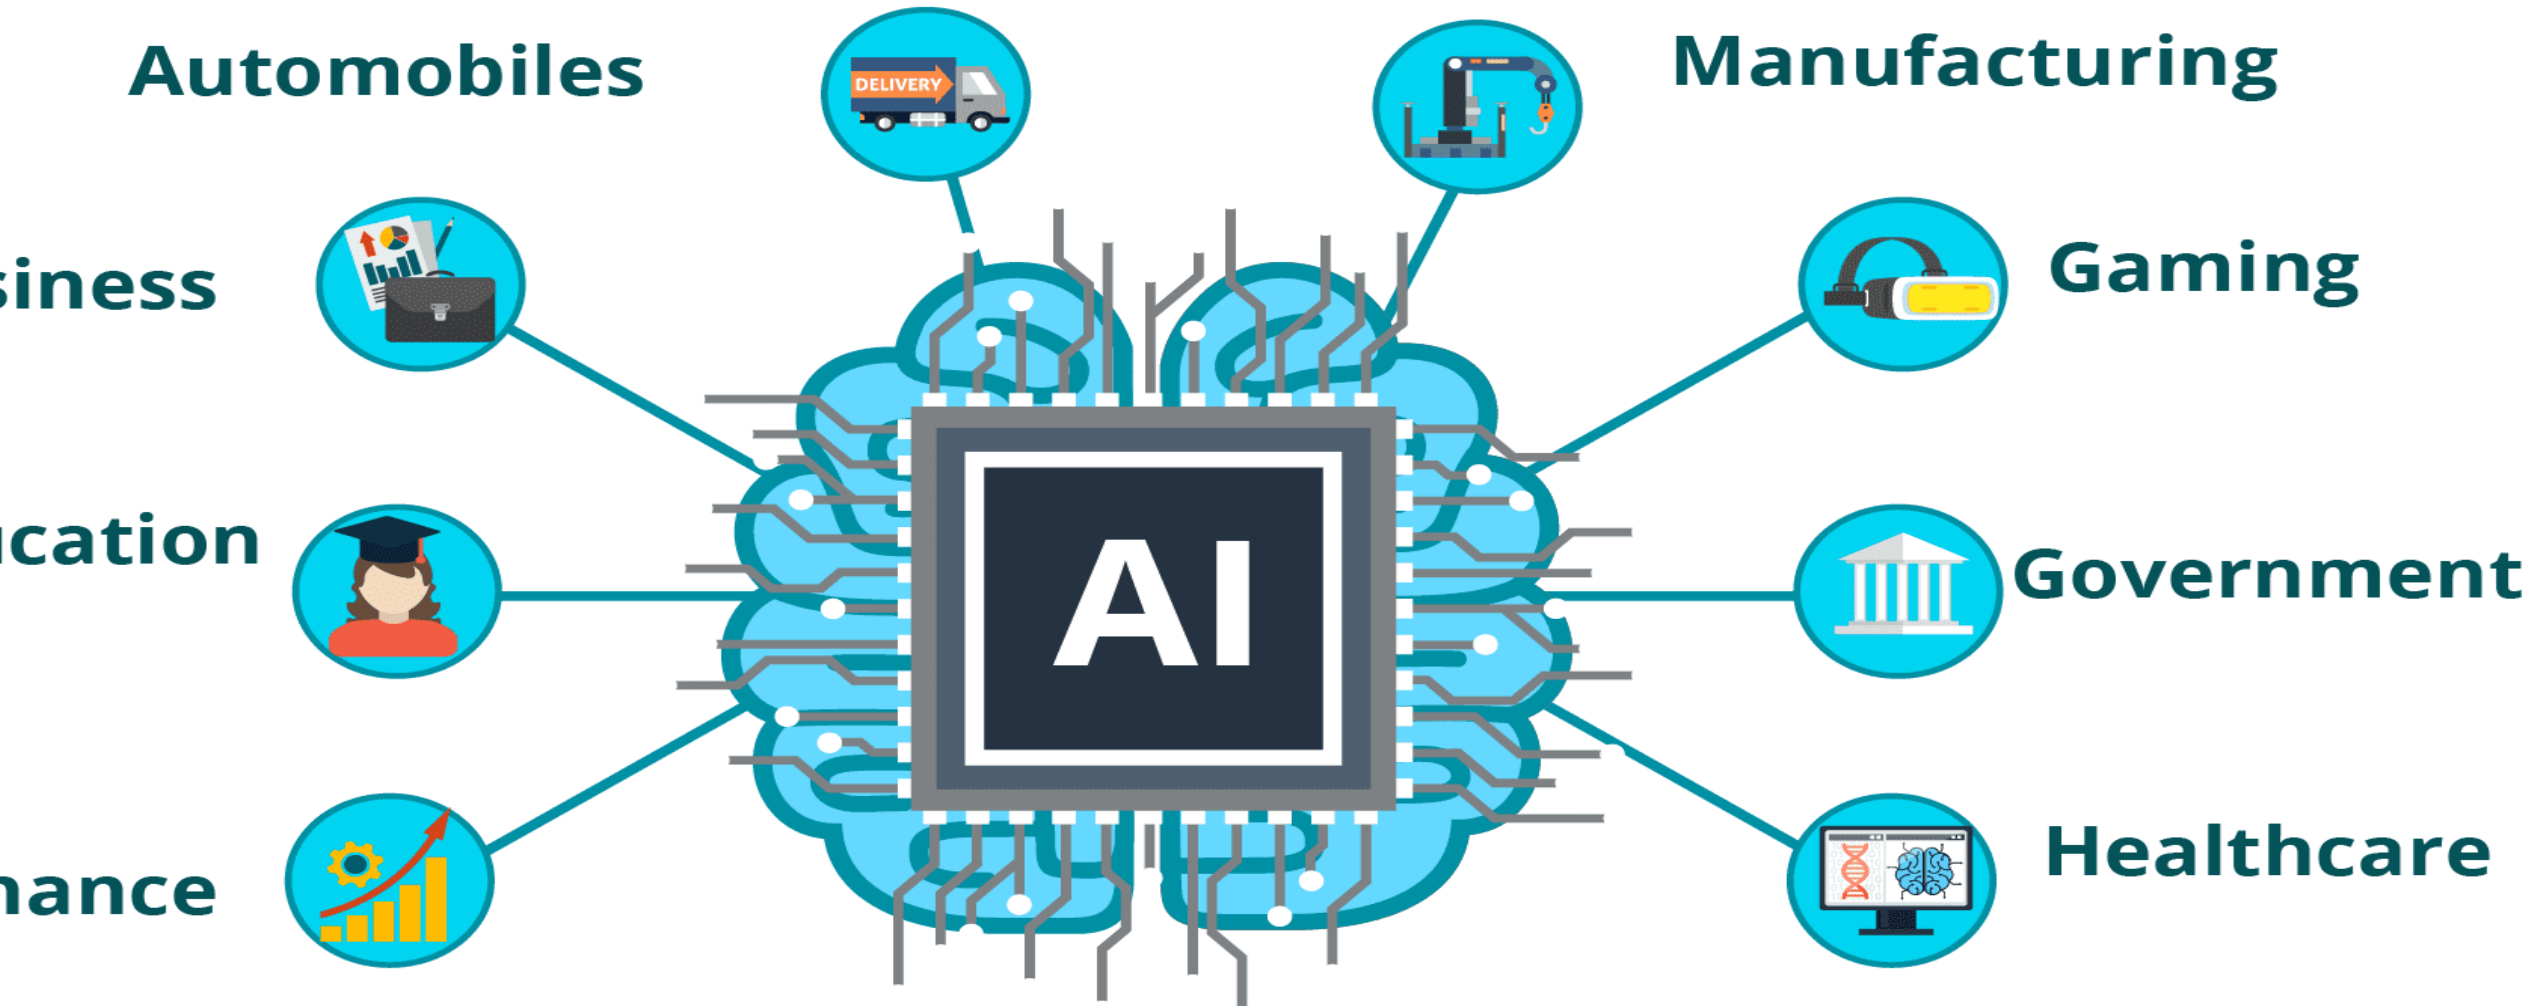 Automobiles
DELIVERY
Manufacturing
siness
Gaming
AI
ucation
Government
nance
Healthcare